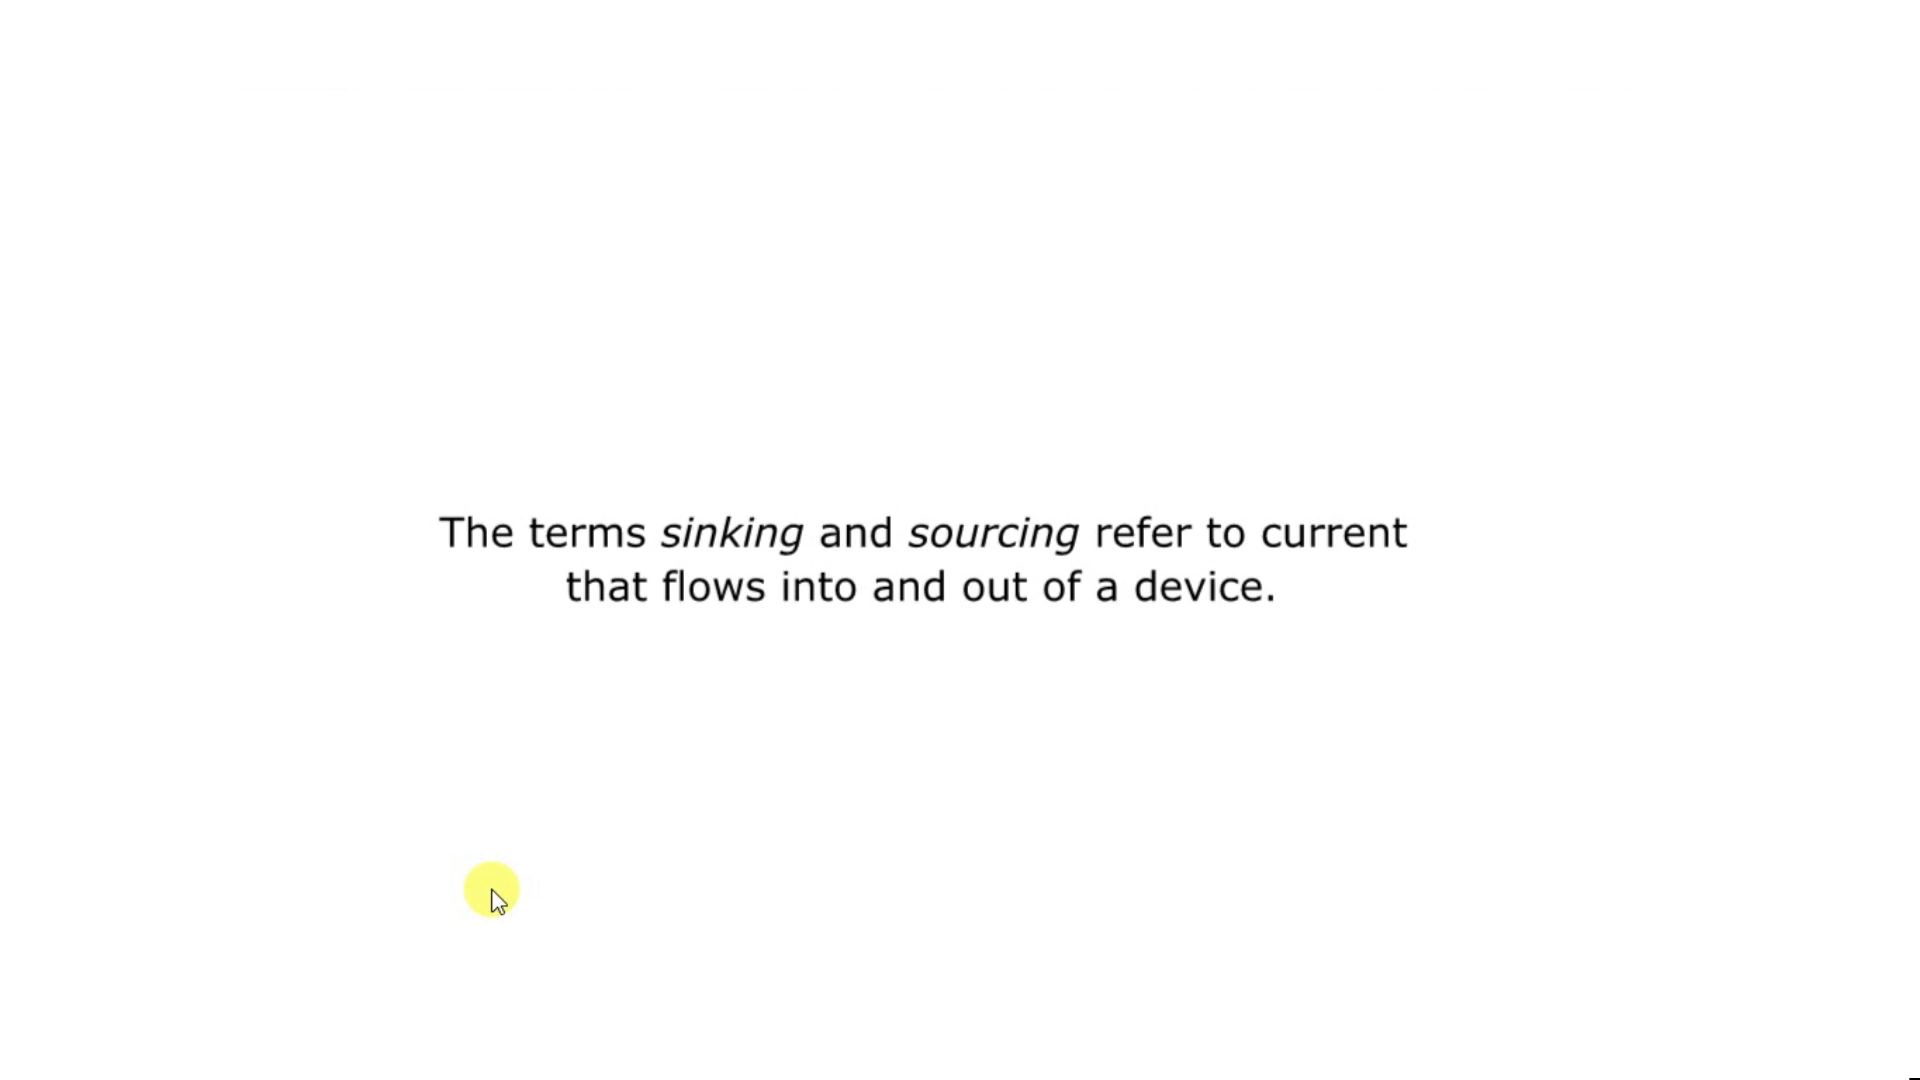 The terms sinking and sourcing refer to current
that flows into and out of a device.